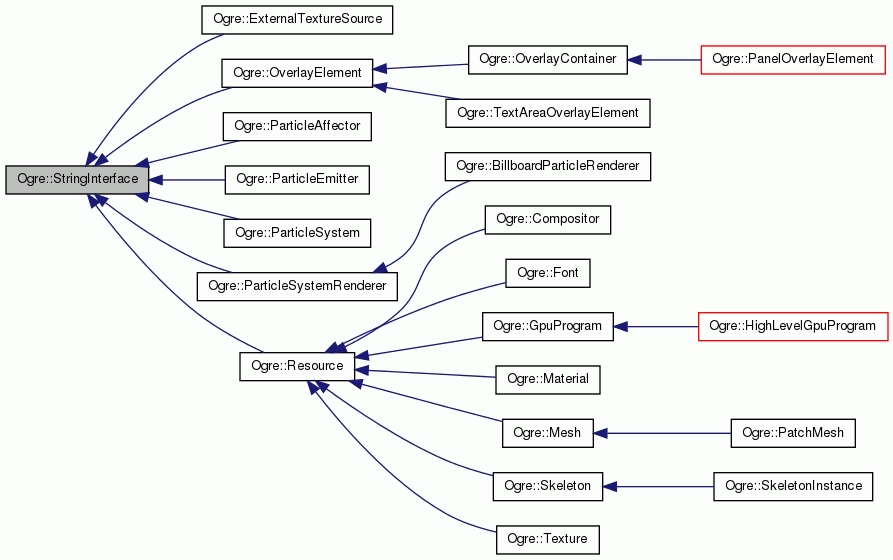 Ogre::ExternalTextureSource
Ogre::OverlayElement
Ogre::OverlayContainer
Ogre::PanelOverlayElement
Ogre::TextAreaOverlayElement
Ogre::ParticleAffector
Ogre::StringInterface
Ogre::ParticleEmitter
Ogre::BillboardParticleRenderer
Ogre::ParticleSystem
Ogre::Compositor
Ogre::ParticleSystemRenderer
Ogre::Font
Ogre::GpuProgram
Ogre::HighLevelGpuProgram
Ogre::Resource
Ogre::Material
Ogre::Mesh
Ogre::PatchMesh
Ogre::Skeleton
Ogre::SkeletonInstance
Ogre::Texture